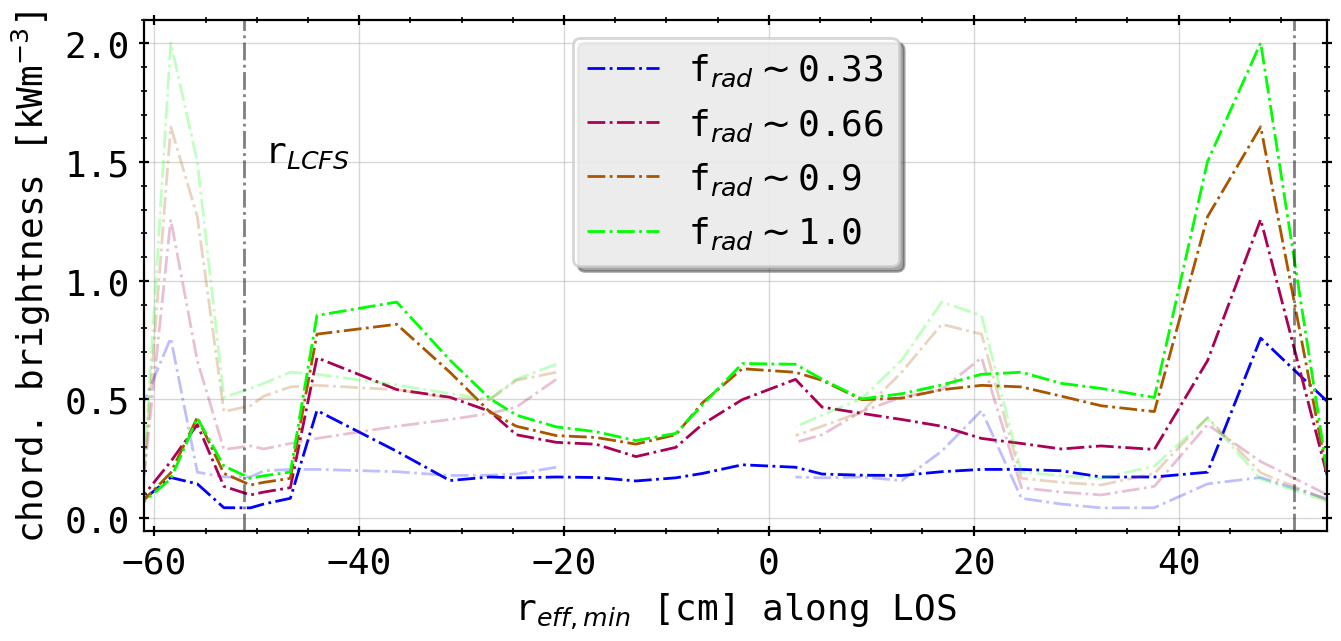 chord. brightness [kWm⁻³]
2.0
1.5
1.0
0.5
0.0
r_LCFS
f_rad ~ 0.33
f_rad ~ 0.66
f_rad ~ 0.9
f_rad ~ 1.0
−60 −40 −20 0 20 40
r_eff,min [cm] along LOS